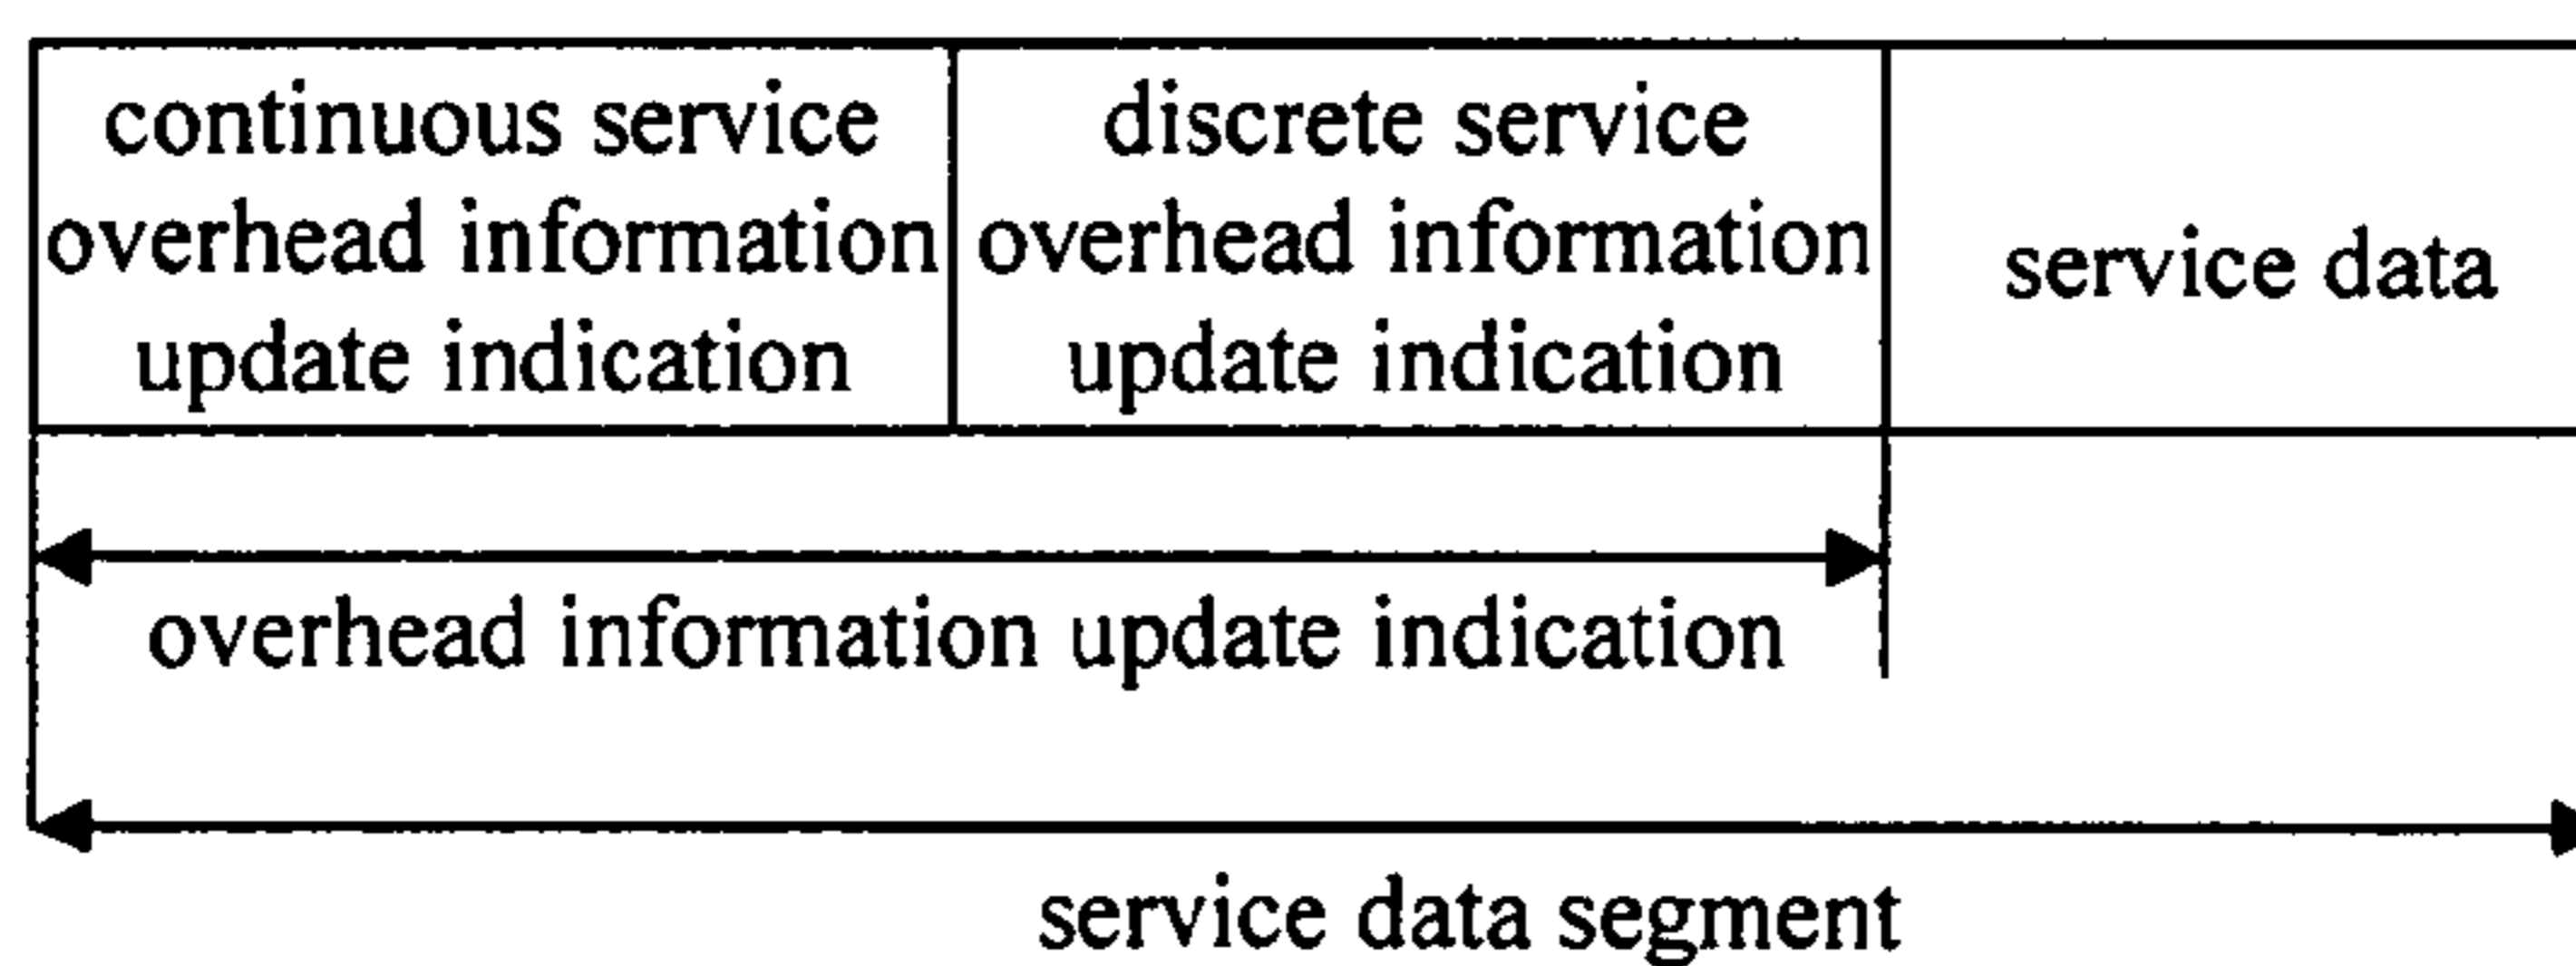 continuous service
overhead information
update indication
discrete service
overhead information
update indication
service data
overhead information update indication
service data segment